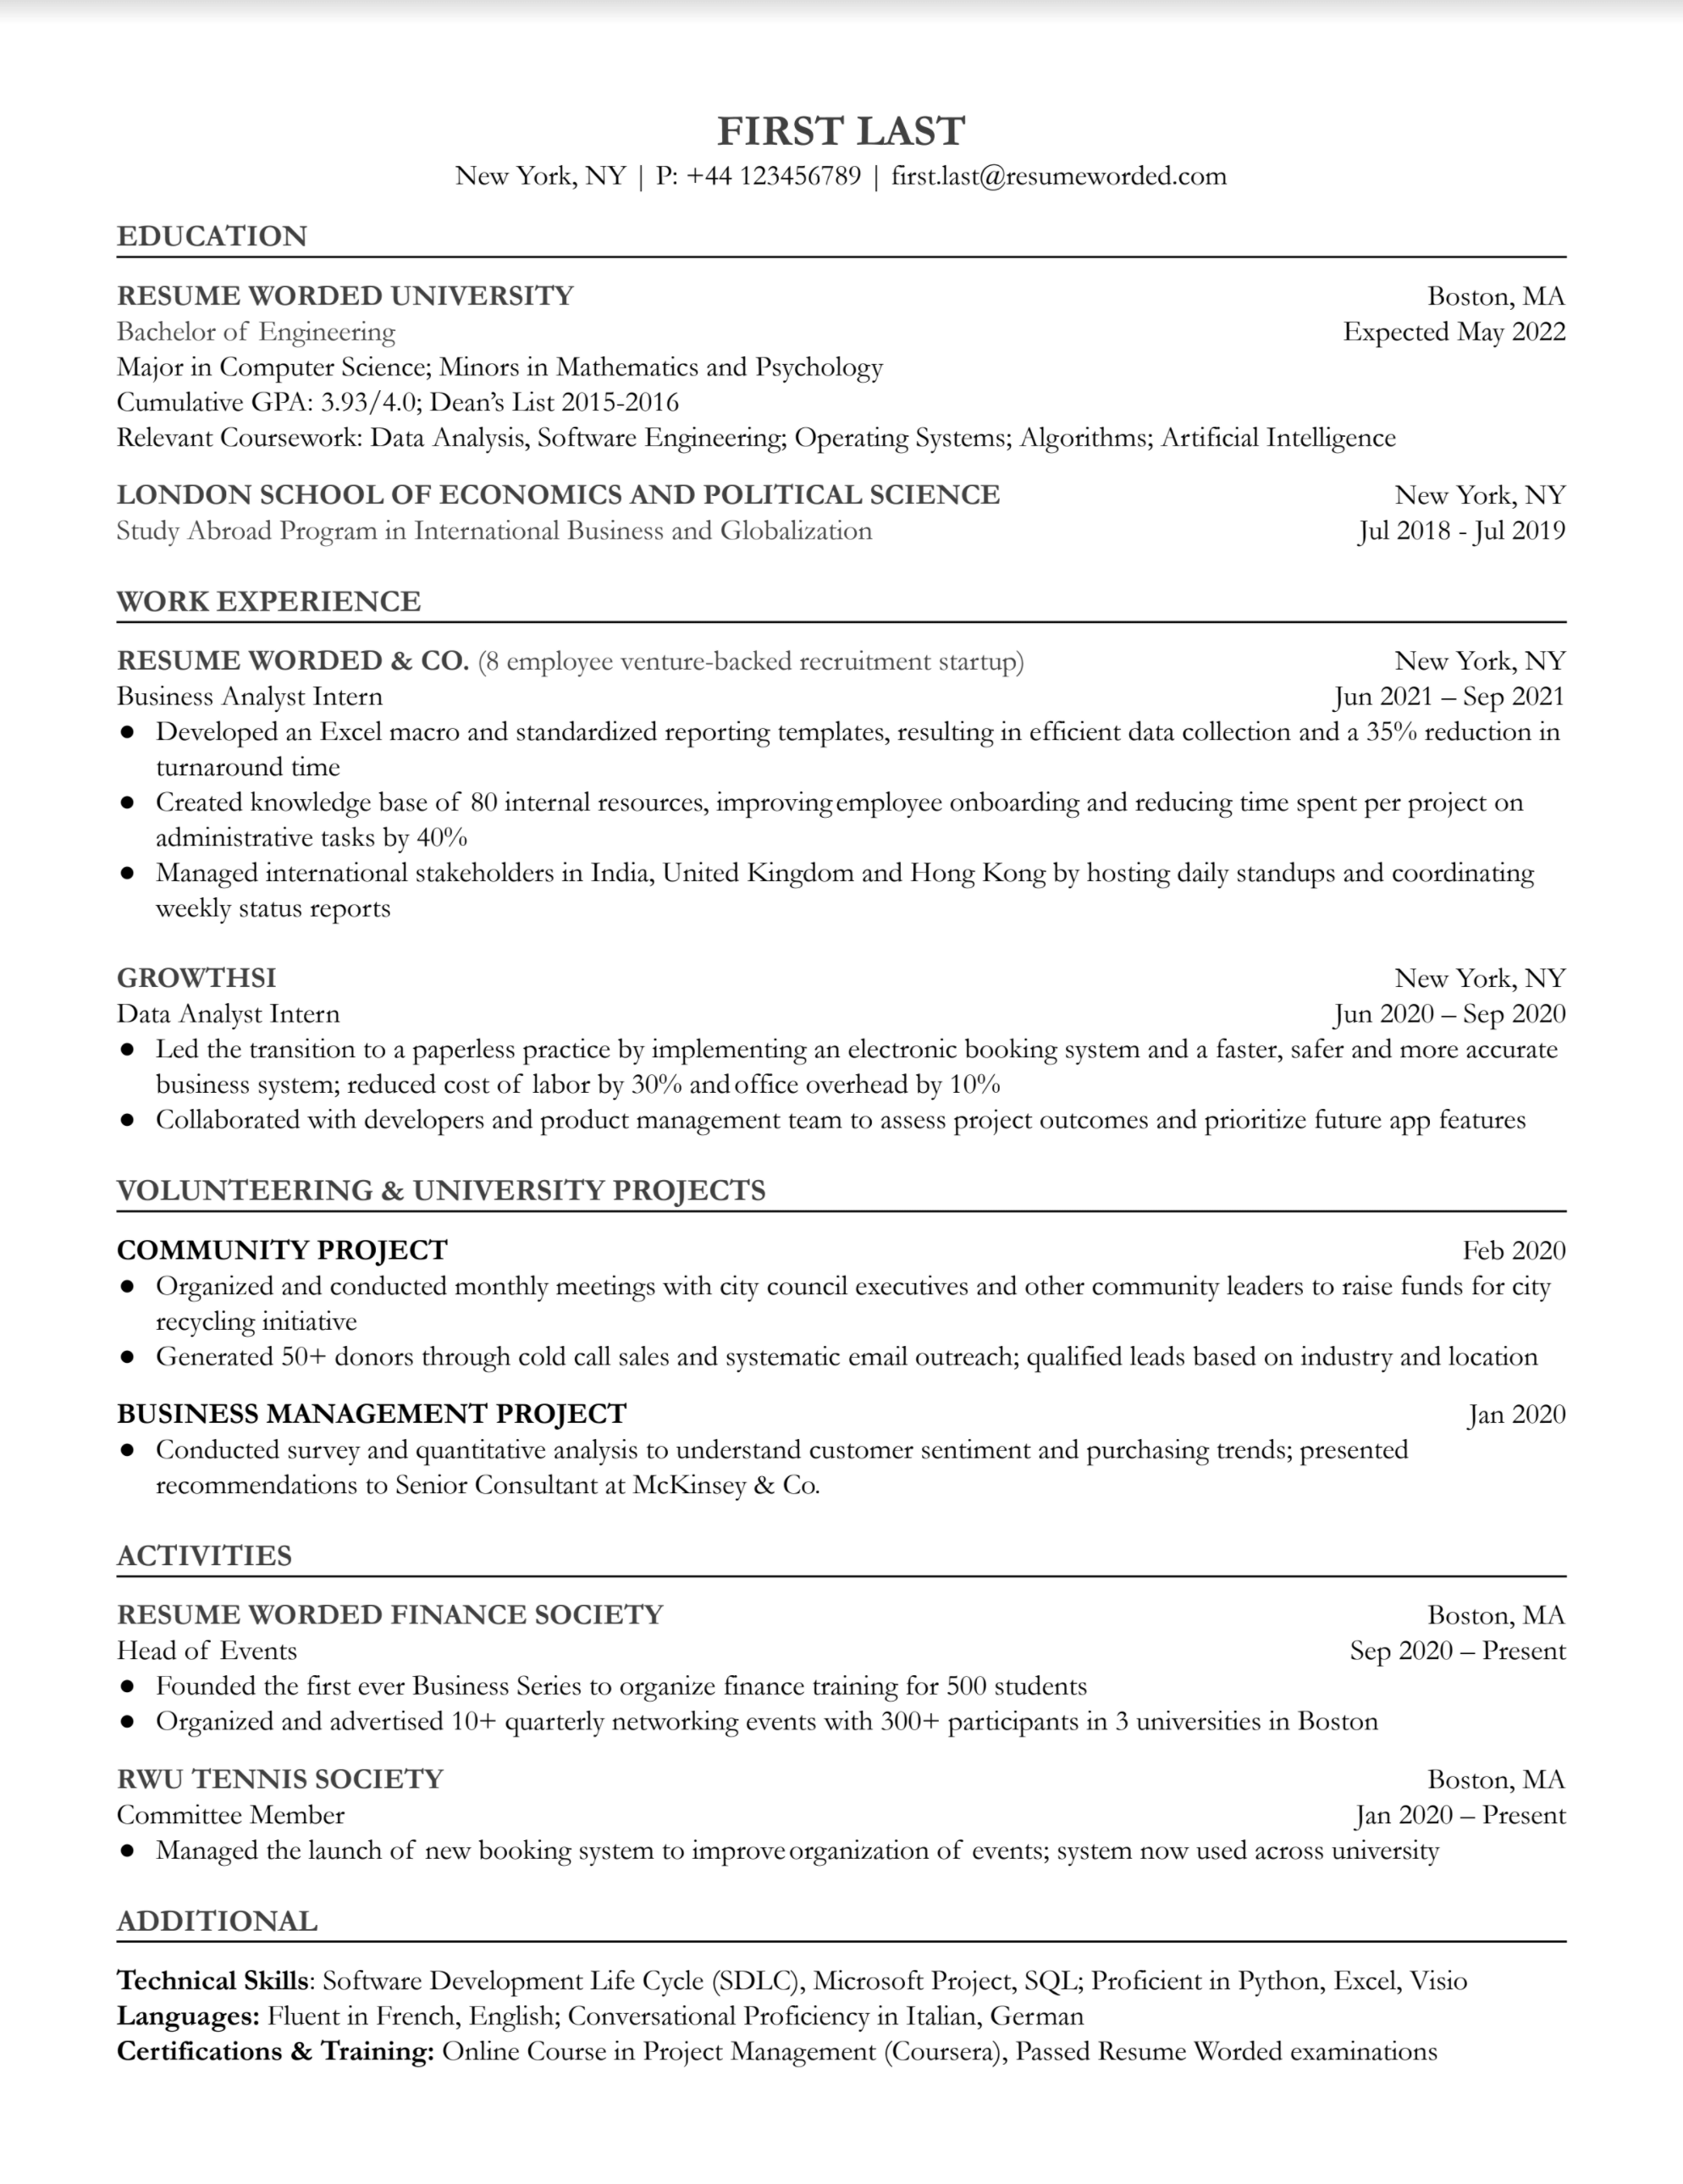 FIRST LAST
New York, NY | P: +44 123456789 | first.last@resumeworded.com
EDUCATION
RESUME WORDED UNIVERSITY Boston, MA
Bachelor of Engineering Expected May 2022
Major in Computer Science; Minors in Mathematics and Psychology
Cumulative GPA: 3.93/4.0; Dean’s List 2015-2016
Relevant Coursework: Data Analysis, Software Engineering; Operating Systems; Algorithms; Artificial Intelligence
LONDON SCHOOL OF ECONOMICS AND POLITICAL SCIENCE New York, NY
Study Abroad Program in International Business and Globalization Jul 2018 - Jul 2019
WORK EXPERIENCE
RESUME WORDED & CO. (8 employee venture-backed recruitment startup) New York, NY
Business Analyst Intern Jun 2021 – Sep 2021
● Developed an Excel macro and standardized reporting templates, resulting in efficient data collection and a 35% reduction in
turnaround time
● Created knowledge base of 80 internal resources, improving employee onboarding and reducing time spent per project on
administrative tasks by 40%
● Managed international stakeholders in India, United Kingdom and Hong Kong by hosting daily standups and coordinating
weekly status reports
GROWTHSI New York, NY
Data Analyst Intern Jun 2020 – Sep 2020
● Led the transition to a paperless practice by implementing an electronic booking system and a faster, safer and more accurate
business system; reduced cost of labor by 30% and office overhead by 10%
● Collaborated with developers and product management team to assess project outcomes and prioritize future app features
VOLUNTEERING & UNIVERSITY PROJECTS
COMMUNITY PROJECT Feb 2020
● Organized and conducted monthly meetings with city council executives and other community leaders to raise funds for city
recycling initiative
● Generated 50+ donors through cold call sales and systematic email outreach; qualified leads based on industry and location
BUSINESS MANAGEMENT PROJECT Jan 2020
● Conducted survey and quantitative analysis to understand customer sentiment and purchasing trends; presented
recommendations to Senior Consultant at McKinsey & Co.
ACTIVITIES
RESUME WORDED FINANCE SOCIETY Boston, MA
Head of Events Sep 2020 – Present
● Founded the first ever Business Series to organize finance training for 500 students
● Organized and advertised 10+ quarterly networking events with 300+ participants in 3 universities in Boston
RWU TENNIS SOCIETY Boston, MA
Committee Member Jan 2020 – Present
● Managed the launch of new booking system to improve organization of events; system now used across university
ADDITIONAL
Technical Skills: Software Development Life Cycle (SDLC), Microsoft Project, SQL; Proficient in Python, Excel, Visio
Languages: Fluent in French, English; Conversational Proficiency in Italian, German
Certifications & Training: Online Course in Project Management (Coursera), Passed Resume Worded examinations